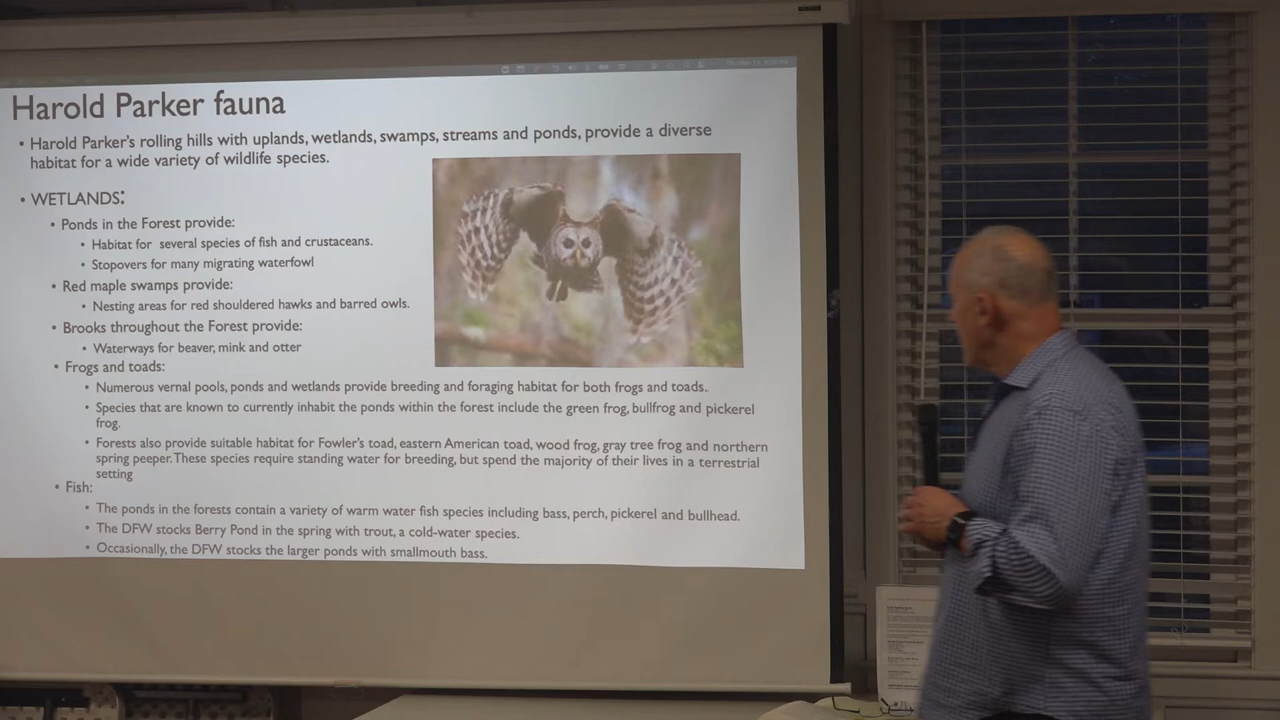 Harold Parker fauna
• Harold Parker's rolling hills with uplands, wetlands, swamps, streams and ponds, provide a diverse
habitat for a wide variety of wildlife species.
• WETLANDS:
• Ponds in the Forest provide:
• Habitat for several species of fish and crustaceans.
• Stopovers for many migrating waterfowl
• Red maple swamps provide:
• Nesting areas for red shouldered hawks and barred owls.
• Brooks throughout the Forest provide:
• Waterways for beaver, mink and otter
• Frogs and toads:
• Numerous vernal pools, ponds and wetlands provide breeding and foraging habitat for both frogs and toads.
• Species that are known to currently inhabit the ponds within the forest include the green frog, bullfrog and pickerel
frog.
• Forests also provide suitable habitat for Fowler's toad, eastern American toad, wood frog, gray tree frog and northern
spring peeper. These species require standing water for breeding, but spend the majority of their lives in a terrestrial
setting
• Fish:
• The ponds in the forests contain a variety of warm water fish species including bass, perch, pickerel and bullhead.
• The DFW stocks Berry Pond in the spring with trout, a cold-water species.
• Occasionally, the DFW stocks the larger ponds with smallmouth bass.